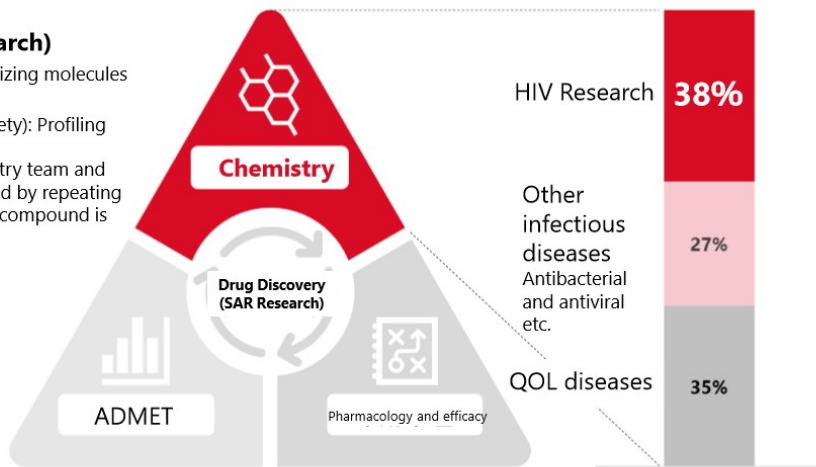 arch)
izing molecules
ety): Profiling
try team and
d by repeating
compound is
Chemistry
Drug Discovery
(SAR Research)
ADMET
Pharmacology and efficacy
HIV Research
38%
Other
infectious
diseases
Antibacterial
and antiviral
etc.
27%
QOL diseases
35%